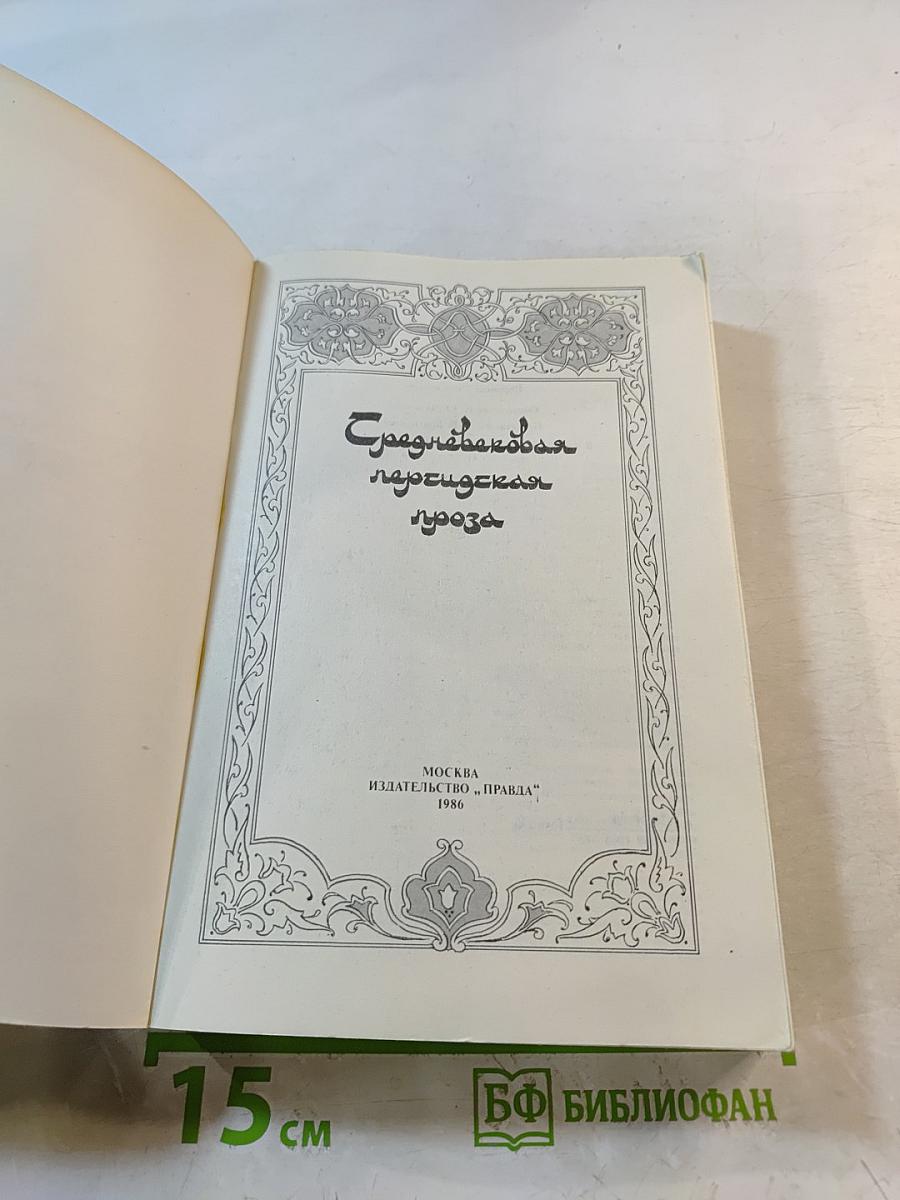 Средневековая
персидская
проза
МОСКВА
ИЗДАТЕЛЬСТВО „ПРАВДА“
1986
15 см
БФ БИБЛИОФАН